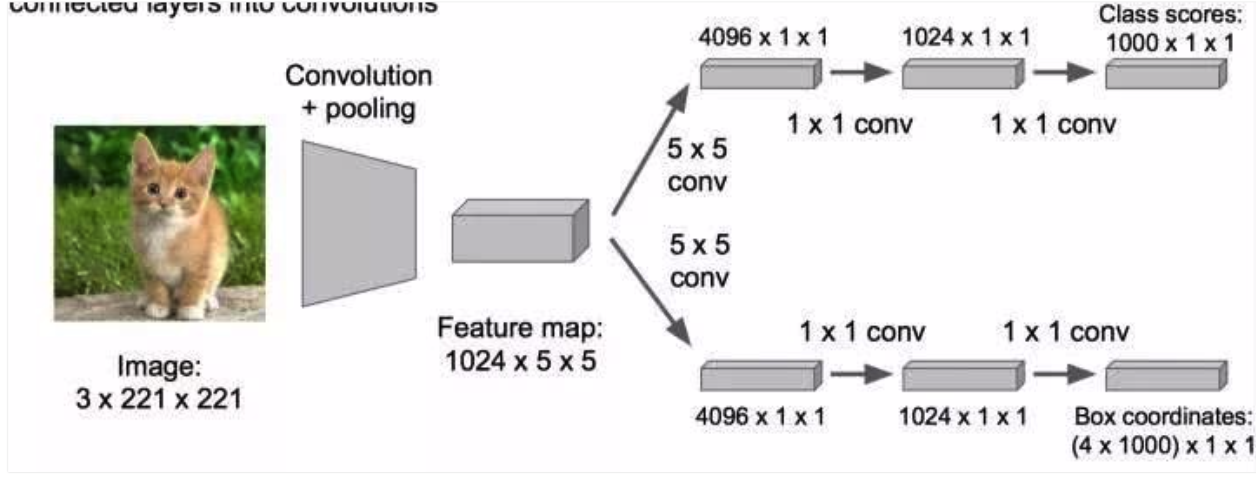 connected layers into convolutions
Convolution
+ pooling
Image:
3 x 221 x 221
Feature map:
1024 x 5 x 5
5 x 5
conv
4096 x 1 x 1
1 x 1 conv
1024 x 1 x 1
1 x 1 conv
Class scores:
1000 x 1 x 1
5 x 5
conv
4096 x 1 x 1
1 x 1 conv
1024 x 1 x 1
1 x 1 conv
Box coordinates:
(4 x 1000) x 1 x 1